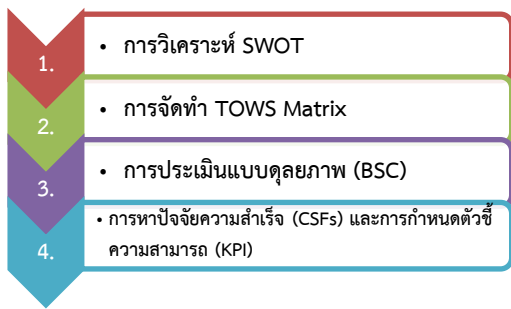 1.
• การวิเคราะห์ SWOT
2.
• การจัดทำ TOWS Matrix
3.
• การประเมินแบบดุลยภาพ (BSC)
4.
• การหาปัจจัยความสำเร็จ (CSFs) และการกำหนดตัวชี้
ความสามารถ (KPI)